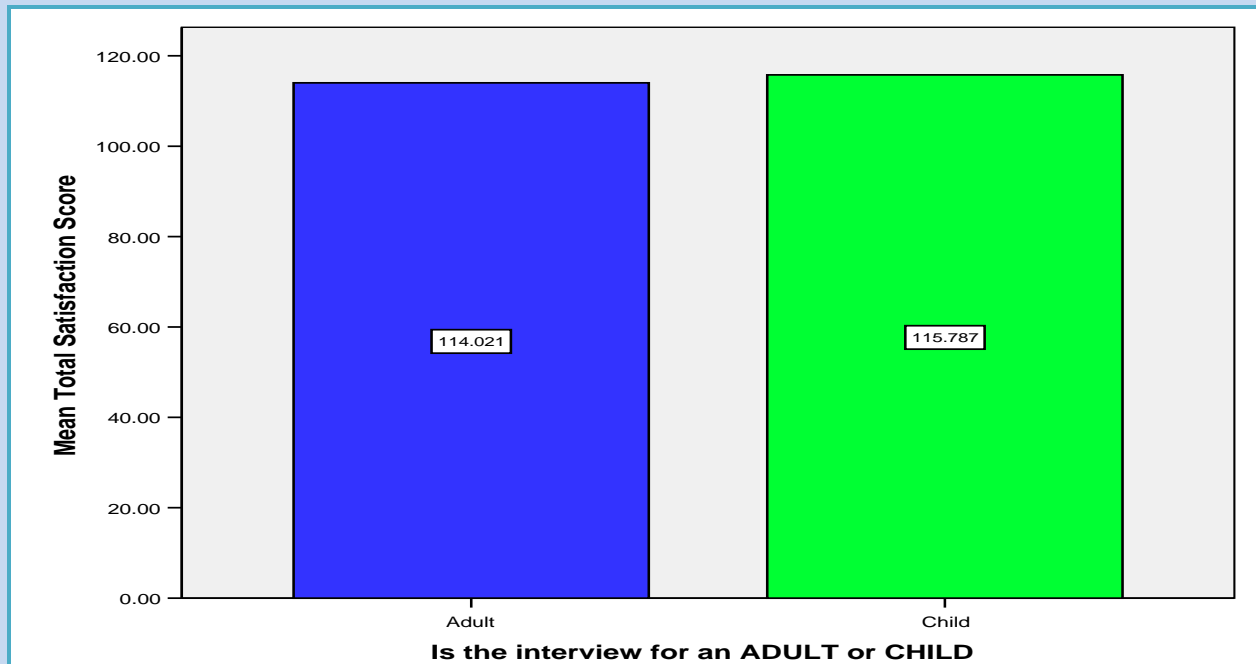 Mean Total Satisfaction Score
120.00
100.00
80.00
60.00
40.00
20.00
0.00
114.021
115.787
Adult
Child
Is the interview for an ADULT or CHILD